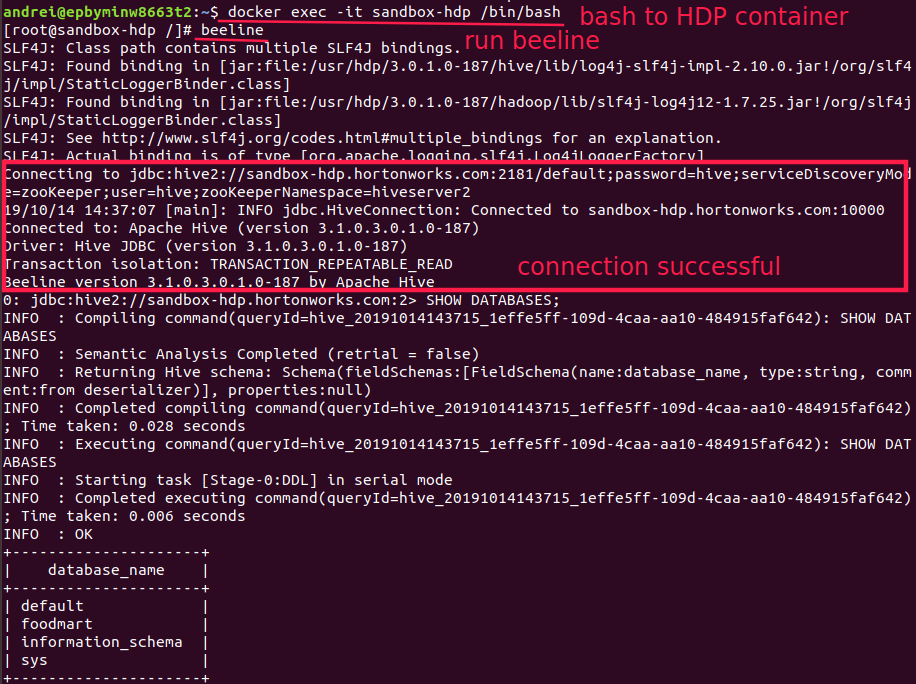 andrei@epbyminw8663t2:~$ docker exec -it sandbox-hdp /bin/bash bash to HDP container
[root@sandbox-hdp /]# beeline run beeline
SLF4J: Class path contains multiple SLF4J bindings.
SLF4J: Found binding in [jar:file:/usr/hdp/3.0.1.0-187/hive/lib/log4j-slf4j-impl-2.10.0.jar!/org/slf4
j/impl/StaticLoggerBinder.class]
SLF4J: Found binding in [jar:file:/usr/hdp/3.0.1.0-187/hadoop/lib/slf4j-log4j12-1.7.25.jar!/org/slf4j
/impl/StaticLoggerBinder.class]
SLF4J: See http://www.slf4j.org/codes.html#multiple_bindings for an explanation.
SLF4J: Actual binding is of type [org.apache.logging.slf4j.Log4jLoggerFactory]
Connecting to jdbc:hive2://sandbox-hdp.hortonworks.com:2181/default;password=hive;serviceDiscoveryMod
e=zooKeeper;user=hive;zooKeeperNamespace=hiveserver2
19/10/14 14:37:07 [main]: INFO jdbc.HiveConnection: Connected to sandbox-hdp.hortonworks.com:10000
Connected to: Apache Hive (version 3.1.0.3.0.1.0-187)
Driver: Hive JDBC (version 3.1.0.3.0.1.0-187)
Transaction isolation: TRANSACTION_REPEATABLE_READ connection successful
Beeline version 3.1.0.3.0.1.0-187 by Apache Hive
0: jdbc:hive2://sandbox-hdp.hortonworks.com:2> SHOW DATABASES;
INFO  : Compiling command(queryId=hive_20191014143715_1effe5ff-109d-4caa-aa10-484915faf642): SHOW DAT
ABASES
INFO  : Semantic Analysis Completed (retrial = false)
INFO  : Returning Hive schema: Schema(fieldSchemas:[FieldSchema(name:database_name, type:string, comm
ent:from deserializer)], properties:null)
INFO  : Completed compiling command(queryId=hive_20191014143715_1effe5ff-109d-4caa-aa10-484915faf642)
; Time taken: 0.028 seconds
INFO  : Executing command(queryId=hive_20191014143715_1effe5ff-109d-4caa-aa10-484915faf642): SHOW DAT
ABASES
INFO  : Starting task [Stage-0:DDL] in serial mode
INFO  : Completed executing command(queryId=hive_20191014143715_1effe5ff-109d-4caa-aa10-484915faf642)
; Time taken: 0.006 seconds
INFO  : OK
+---------------------+
|    database_name    |
+---------------------+
| default             |
| foodmart            |
| information_schema  |
| sys                 |
+---------------------+